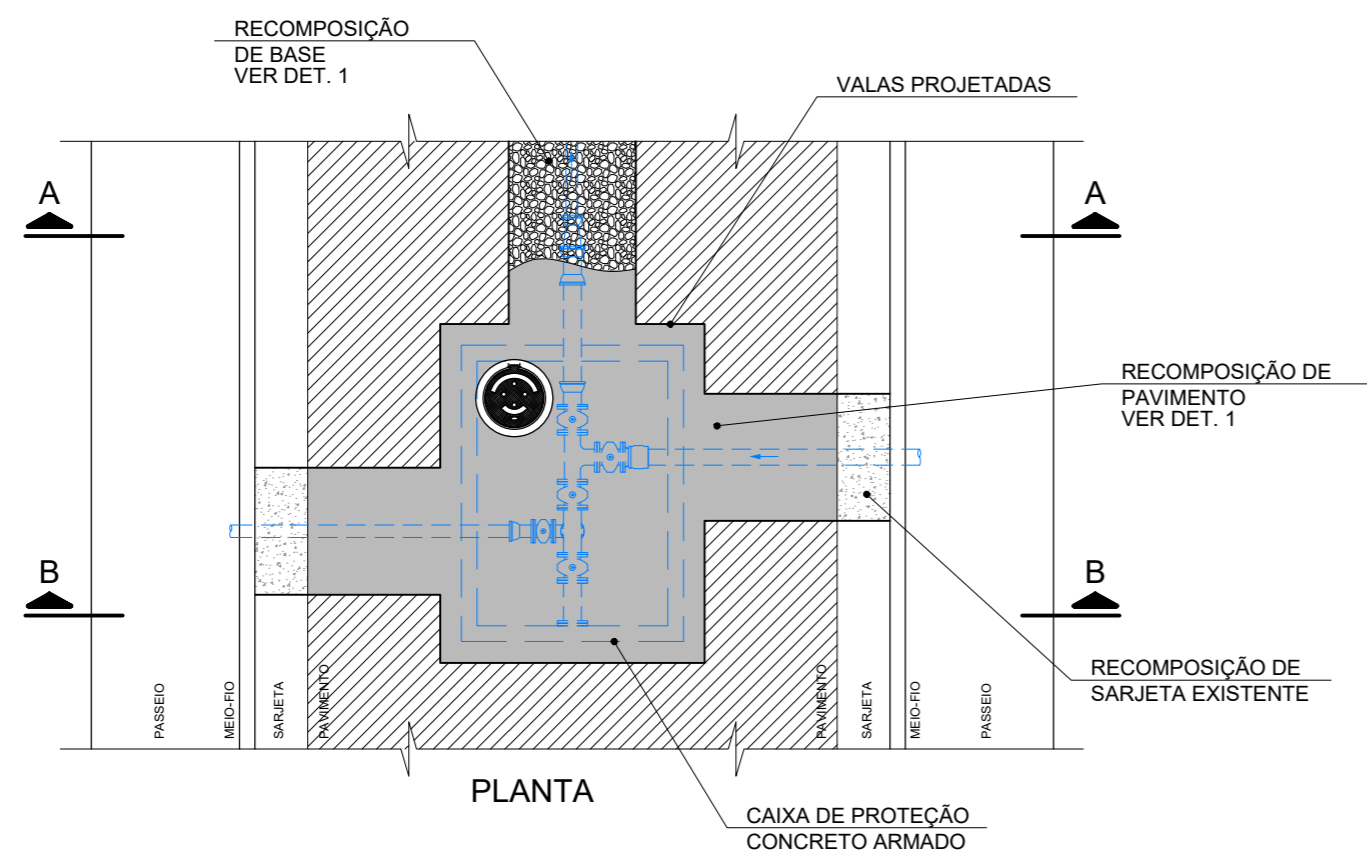 RECOMPOSIÇÃO
DE BASE
VER DET. 1
VALAS PROJETADAS
A
A
RECOMPOSIÇÃO DE
PAVIMENTO
VER DET. 1
B
B
RECOMPOSIÇÃO DE
SARJETA EXISTENTE
PASSEIO
MEIO-FIO
SARJETA
PAVIMENTO
PAVIMENTO
SARJETA
MEIO-FIO
PASSEIO
PLANTA
CAIXA DE PROTEÇÃO
CONCRETO ARMADO